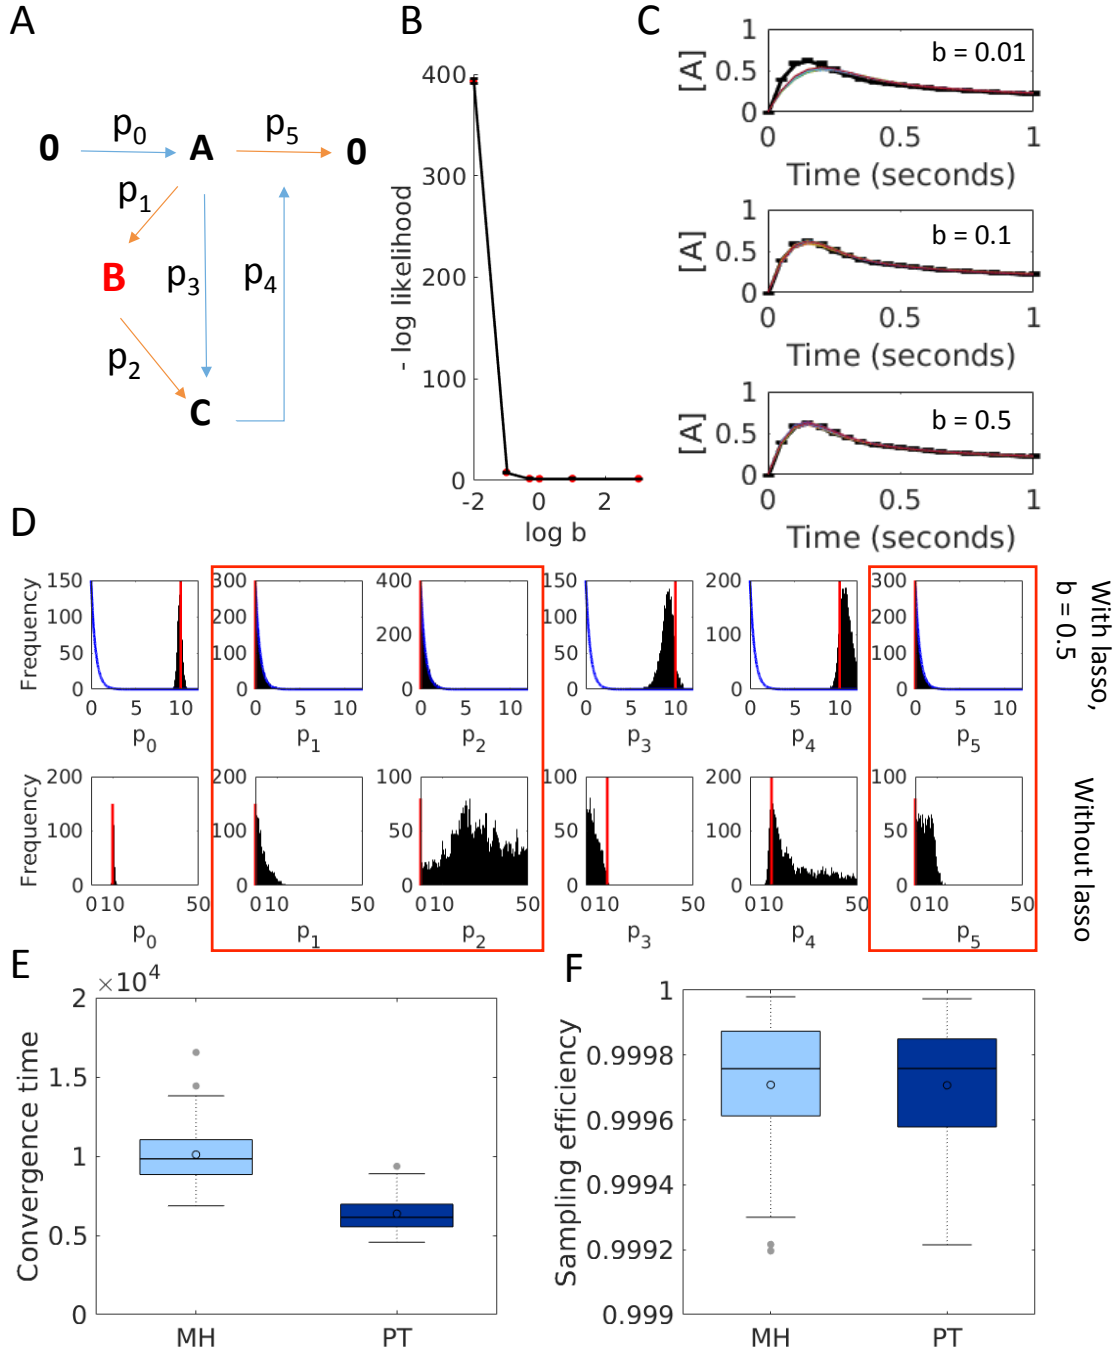 A
B
C
0
p0
A
p5
0
p1
B
p3
p4
p2
C
400
300
200
100
0
- log likelihood
-2
0
2
log b
1
0.5
0
[A]
b = 0.01
0
0.5
1
Time (seconds)
1
0.5
0
[A]
b = 0.1
0
0.5
1
Time (seconds)
1
0.5
0
[A]
b = 0.5
0
0.5
1
Time (seconds)
D
Frequency
150
100
50
0
0 5 10
p0
300
200
100
0
0 5 10
p1
400
200
0
0 5 10
p2
150
100
50
0
0 5 10
p3
200
100
0
0 5 10
p4
300
200
100
0
0 5 10
p5
With lasso,
b = 0.5
Frequency
200
100
0
0 10 50
p0
200
150
100
50
0
0 10 50
p1
100
50
0
0 10 50
p2
100
50
0
0 10 50
p3
200
100
0
0 10 50
p4
100
50
0
0 10 50
p5
Without lasso
E
×10^4
2
1.5
1
0.5
0
Convergence time
MH PT
F
1
0.9998
0.9996
0.9994
0.9992
0.999
Sampling efficiency
MH PT